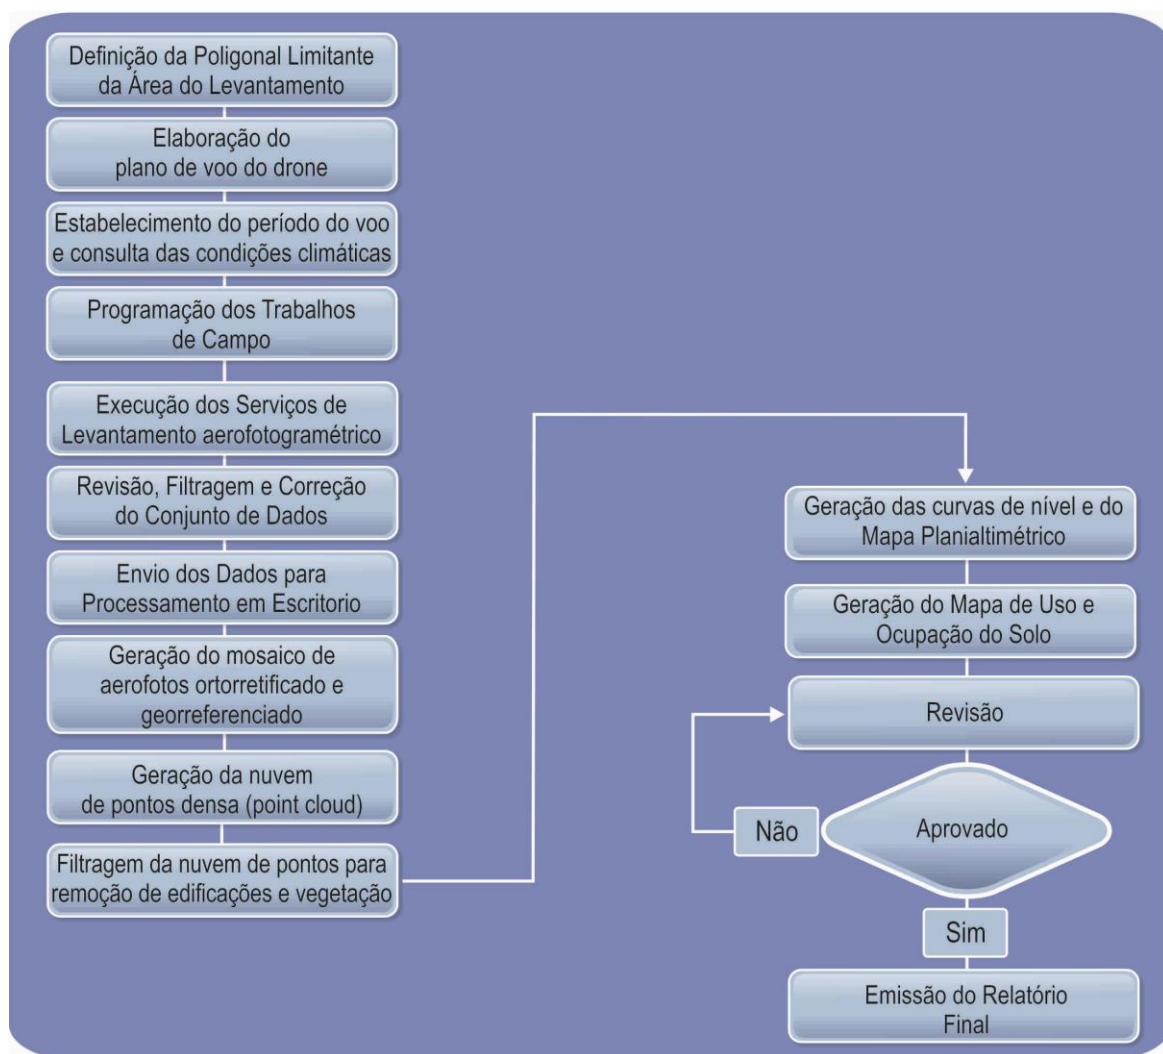 Definição da Poligonal Limitante
da Área do Levantamento
Elaboração do
plano de voo do drone
Estabelecimento do período do voo
e consulta das condições climáticas
Programação dos Trabalhos
de Campo
Execução dos Serviços de
Levantamento aerofotogramétrico
Revisão, Filtragem e Correção
do Conjunto de Dados
Envio dos Dados para
Processamento em Escritorio
Geração do mosaico de
aerofotos ortorretificado e
georreferenciado
Geração da nuvem
de pontos densa (point cloud)
Filtragem da nuvem de pontos para
remoção de edificações e vegetação
Geração das curvas de nível e do
Mapa Planialtimétrico
Geração do Mapa de Uso e
Ocupação do Solo
Revisão
Aprovado
Não
Sim
Emissão do Relatório
Final